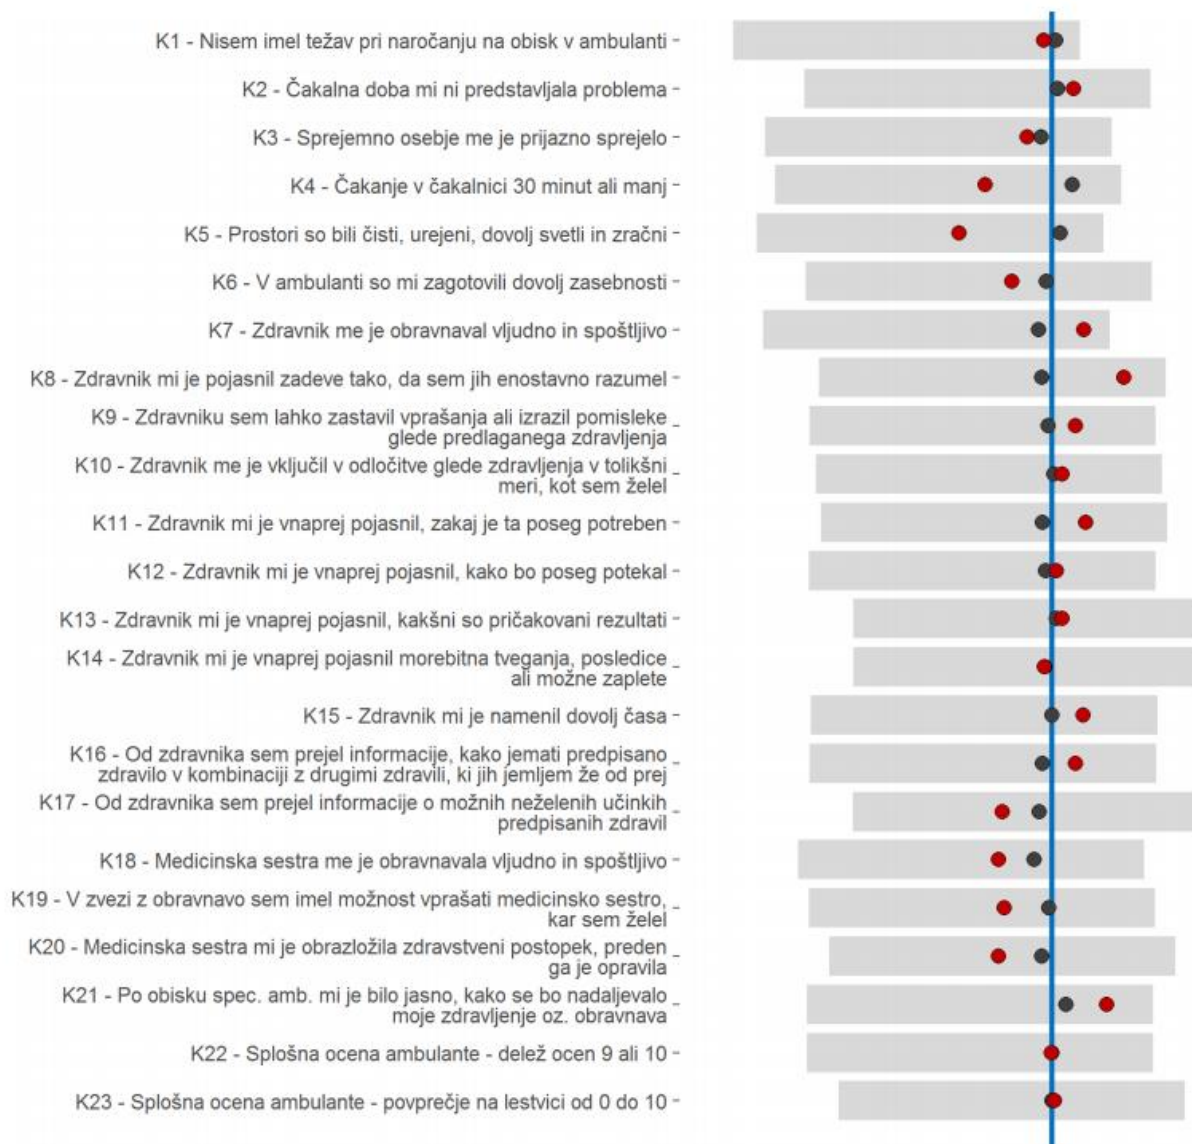 K1 - Nisem imel težav pri naročanju na obisk v ambulanti
K2 - Čakalna doba mi ni predstavljala problema
K3 - Sprejemno osebje me je prijazno sprejelo
K4 - Čakanje v čakalnici 30 minut ali manj
K5 - Prostori so bili čisti, urejeni, dovolj svetli in zračni
K6 - V ambulanti so mi zagotovili dovolj zasebnosti
K7 - Zdravnik me je obravnaval vljudno in spoštljivo
K8 - Zdravnik mi je pojasnil zadeve tako, da sem jih enostavno razumel
K9 - Zdravniku sem lahko zastavil vprašanja ali izrazil pomisleke
glede predlaganega zdravljenja
K10 - Zdravnik me je vključil v odločitve glede zdravljenja v tolikšni
meri, kot sem želel
K11 - Zdravnik mi je vnaprej pojasnil, zakaj je ta poseg potreben
K12 - Zdravnik mi je vnaprej pojasnil, kako bo poseg potekal
K13 - Zdravnik mi je vnaprej pojasnil, kakšni so pričakovani rezultati
K14 - Zdravnik mi je vnaprej pojasnil morebitna tveganja, posledice
ali možne zaplete
K15 - Zdravnik mi je namenil dovolj časa
K16 - Od zdravnika sem prejel informacije, kako jemati predpisano
zdravilo v kombinaciji z drugimi zdravili, ki jih jemljem že od prej
K17 - Od zdravnika sem prejel informacije o možnih neželenih učinkih
predpisanih zdravil
K18 - Medicinska sestra me je obravnavala vljudno in spoštljivo
K19 - V zvezi z obravnavo sem imel možnost vprašati medicinsko sestro,
kar sem želel
K20 - Medicinska sestra mi je obrazložila zdravstveni postopek, preden
ga je opravila
K21 - Po obisku spec. amb. mi je bilo jasno, kako se bo nadaljevalo
moje zdravljenje oz. obravnava
K22 - Splošna ocena ambulante - delež ocen 9 ali 10
K23 - Splošna ocena ambulante - povprečje na lestvici od 0 do 10